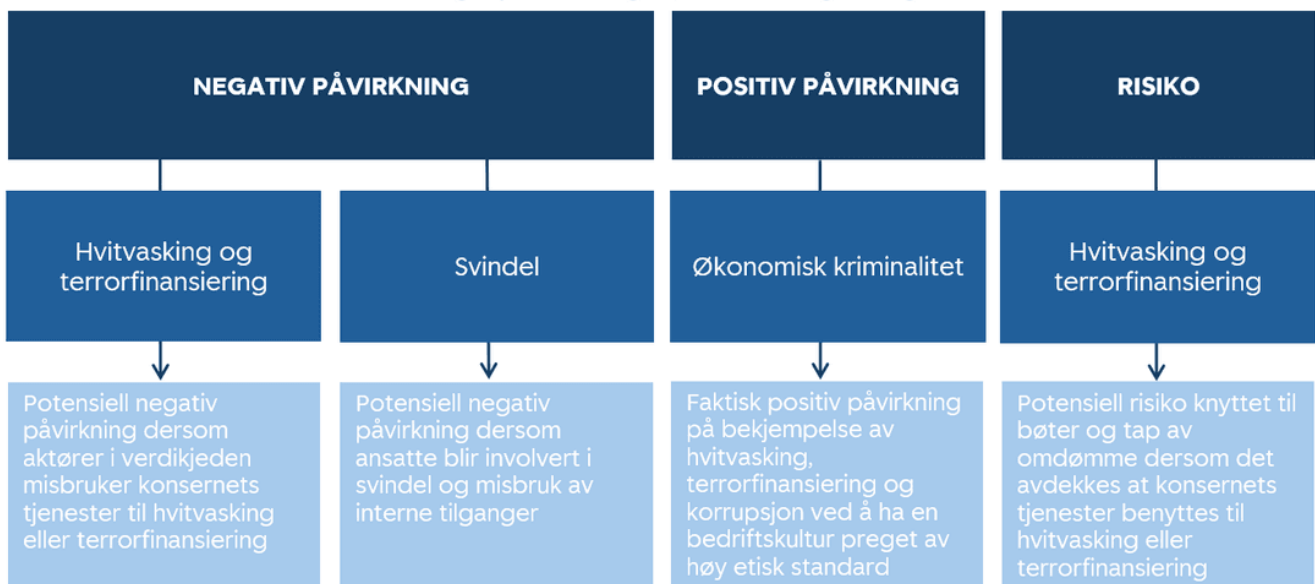 NEGATIV PÅVIRKNING
POSITIV PÅVIRKNING
RISIKO
Hvitvasking og
terrorfinansiering
Svindel
Økonomisk kriminalitet
Hvitvasking og
terrorfinansiering
Potensiell negativ
påvirkning dersom
aktører i verdikjeden
misbruker konsernets
tjenester til hvitvasking
eller terrorfinansiering
Potensiell negativ
påvirkning dersom
ansatte blir involvert i
svindel og misbruk av
interne tilganger
Faktisk positiv påvirkning
på bekjempelse av
hvitvasking,
terrorfinansiering og
korrupsjon ved å ha en
bedriftskultur preget av
høy etisk standard
Potensiell risiko knyttet til
bøter og tap av
omdømme dersom det
avdekkes at konsernets
tjenester benyttes til
hvitvasking eller
terrorfinansiering